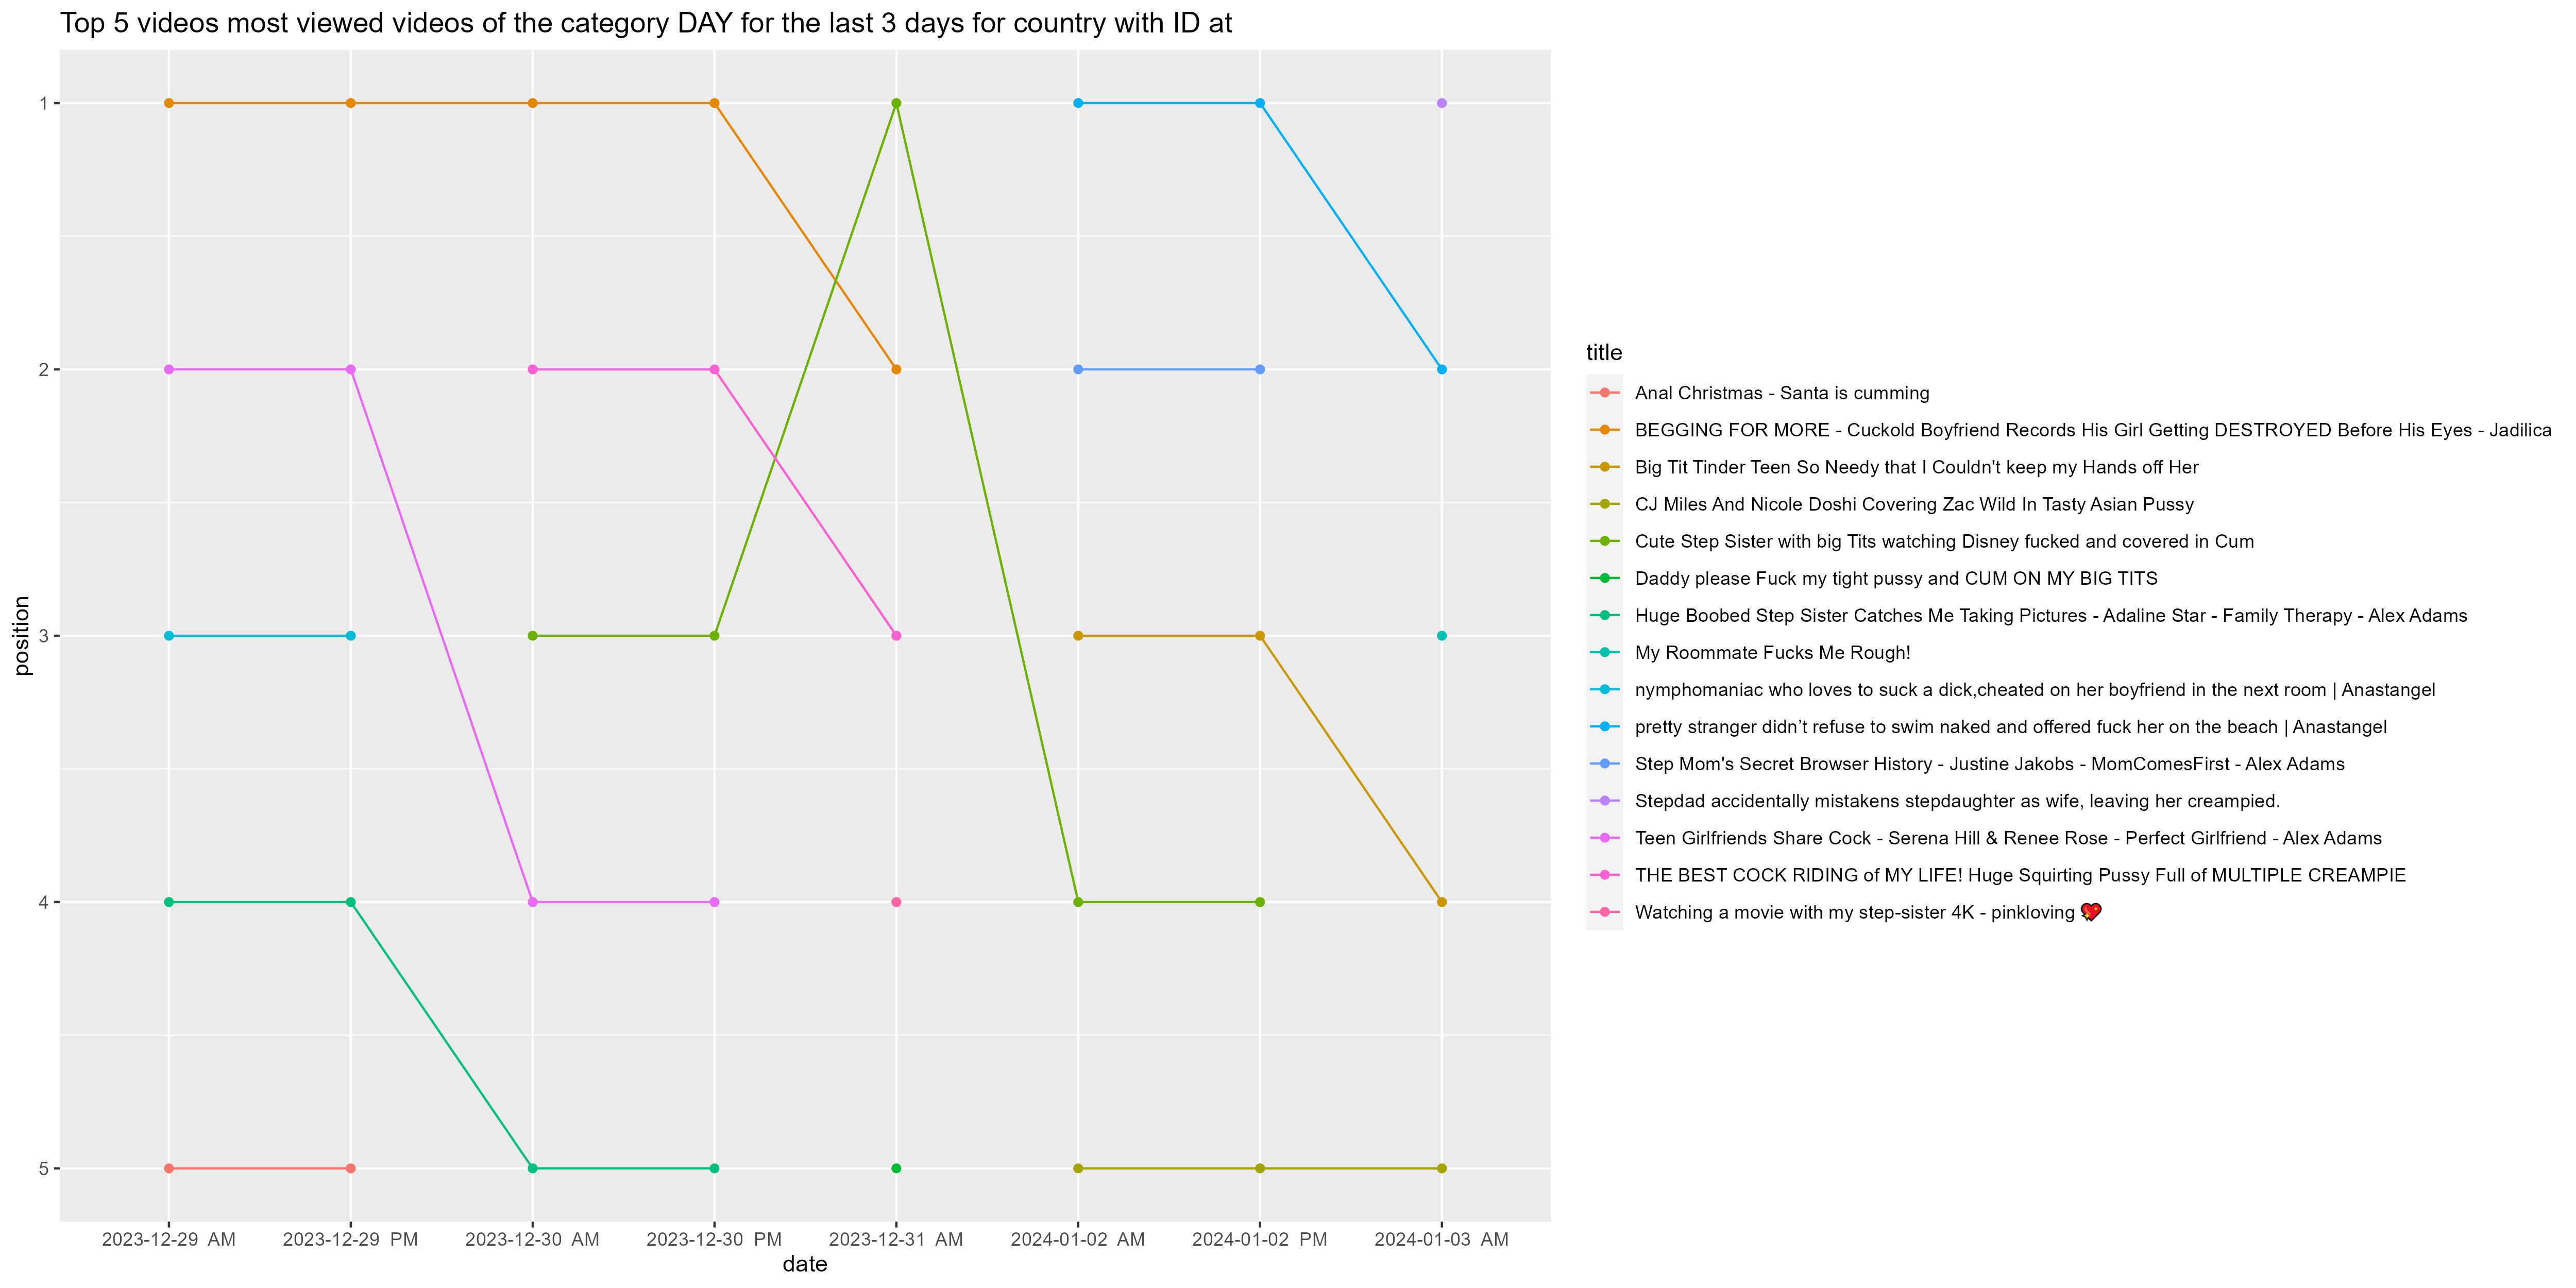 Top 5 videos most viewed videos of the category DAY for the last 3 days for country with ID at
position
1
2
3
4
5
2023-12-29 AM
2023-12-29 PM
2023-12-30 AM
2023-12-30 PM
2023-12-31 AM
2024-01-02 AM
2024-01-02 PM
2024-01-03 AM
date
title
Anal Christmas - Santa is cumming
BEGGING FOR MORE - Cuckold Boyfriend Records His Girl Getting DESTROYED Before His Eyes - Jadilica
Big Tit Tinder Teen So Needy that I Couldn't keep my Hands off Her
CJ Miles And Nicole Doshi Covering Zac Wild In Tasty Asian Pussy
Cute Step Sister with big Tits watching Disney fucked and covered in Cum
Daddy please Fuck my tight pussy and CUM ON MY BIG TITS
Huge Boobed Step Sister Catches Me Taking Pictures - Adaline Star - Family Therapy - Alex Adams
My Roommate Fucks Me Rough!
nymphomaniac who loves to suck a dick,cheated on her boyfriend in the next room | Anastangel
pretty stranger didn’t refuse to swim naked and offered fuck her on the beach | Anastangel
Step Mom's Secret Browser History - Justine Jakobs - MomComesFirst - Alex Adams
Stepdad accidentally mistakens stepdaughter as wife, leaving her creampied.
Teen Girlfriends Share Cock - Serena Hill & Renee Rose - Perfect Girlfriend - Alex Adams
THE BEST COCK RIDING of MY LIFE! Huge Squirting Pussy Full of MULTIPLE CREAMPIE
Watching a movie with my step-sister 4K - pinkloving 💖